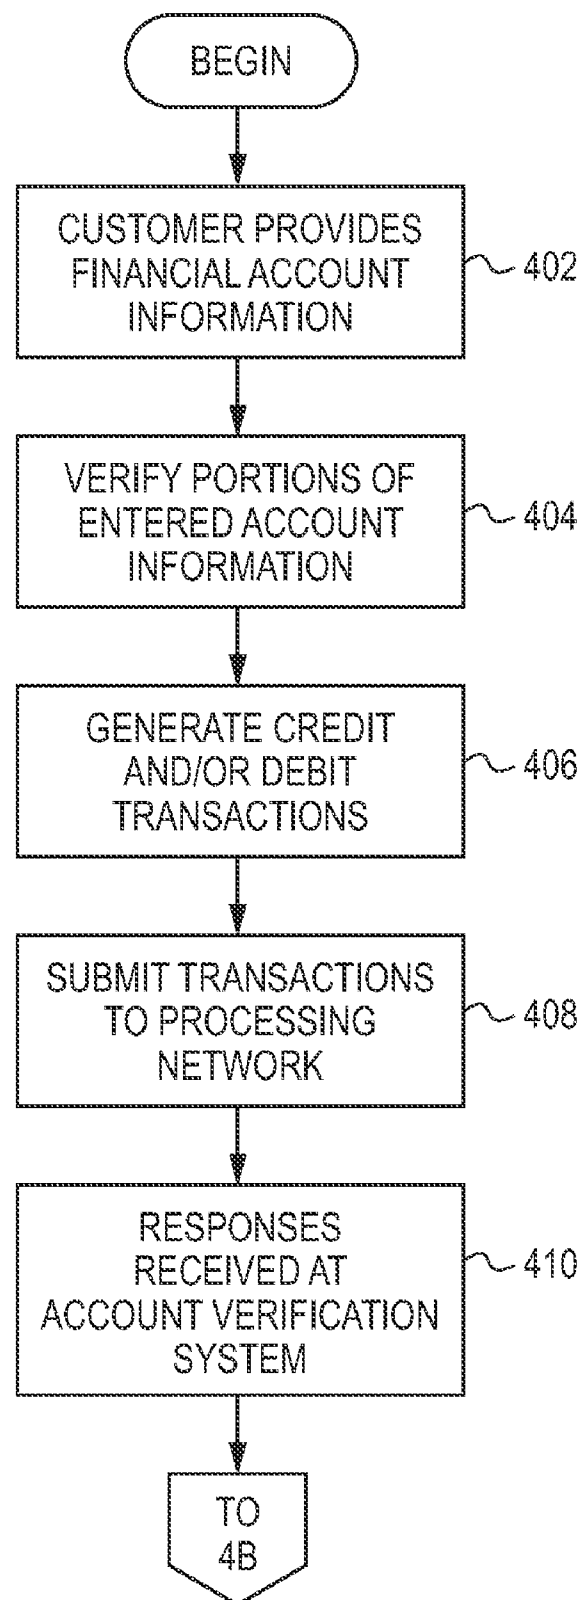 BEGIN
CUSTOMER PROVIDES
FINANCIAL ACCOUNT
INFORMATION
402
VERIFY PORTIONS OF
ENTERED ACCOUNT
INFORMATION
404
GENERATE CREDIT
AND/OR DEBIT
TRANSACTIONS
406
SUBMIT TRANSACTIONS
TO PROCESSING
NETWORK
408
RESPONSES
RECEIVED AT
ACCOUNT VERIFICATION
SYSTEM
410
TO
4B